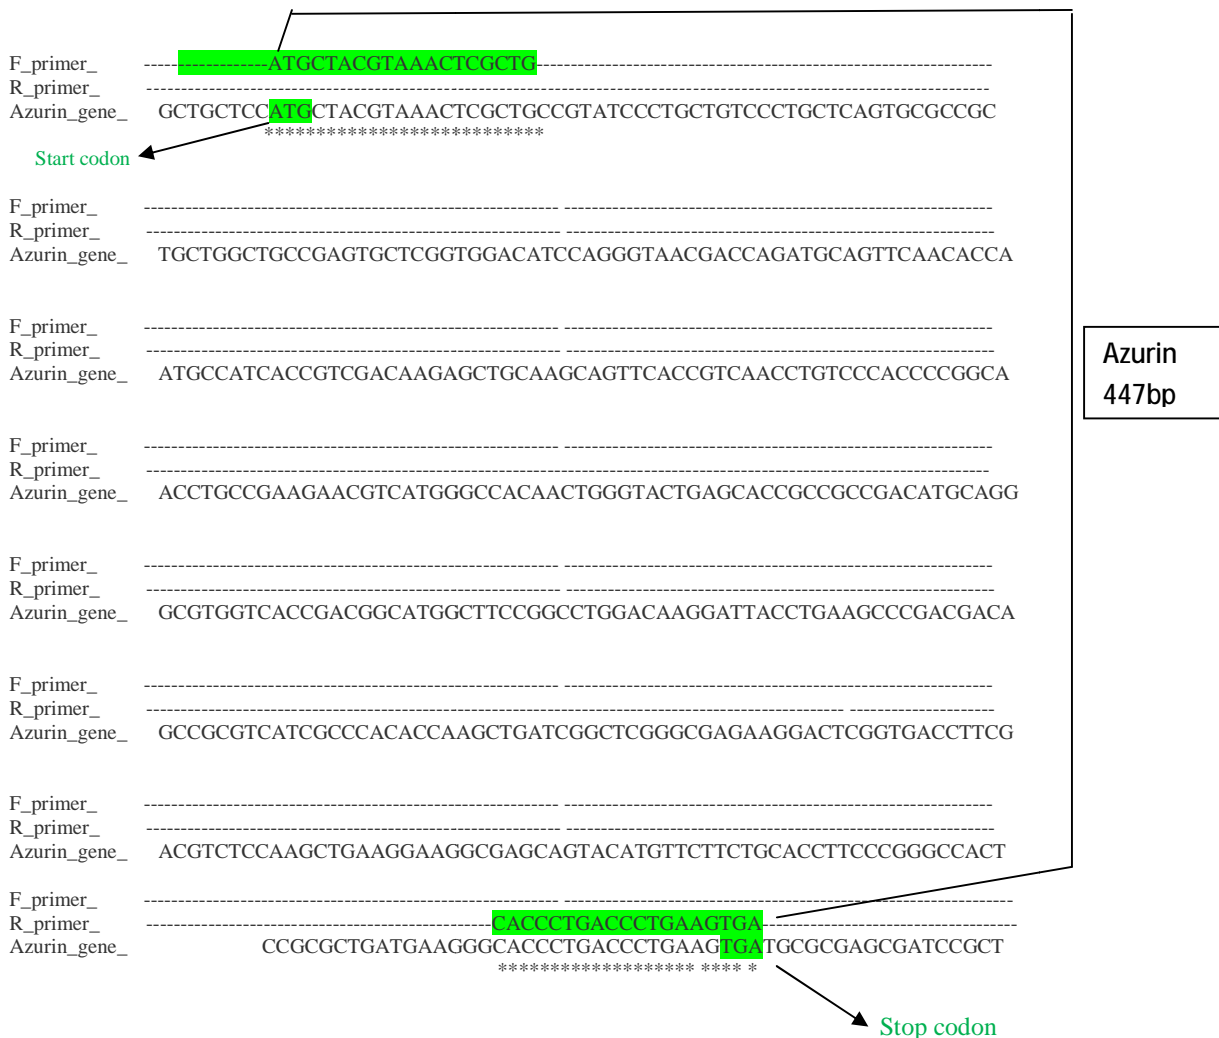 F_primer_ ------------------ATGCTACGTAAACTCGCTG------------------------------------------------------
R_primer_ ----------------------------------------------------------------------------------------------------
Azurin_gene_ GCTGCTCCATGCTACGTAAACTCGCTGCCGTATCCCTGCTGTCCCTGCTCAGTGCGCCGC
***************************
Start codon
F_primer_ ------------------------------------------------- --------------------------------------------------
R_primer_ ------------------------------------------------- --------------------------------------------------
Azurin_gene_ TGCTGGCTGCCGAGTGCTCGGTGGACATCCAGGGTAACGACCAGATGCAGTTCAACACCA
F_primer_ ------------------------------------------------- --------------------------------------------------
R_primer_ ------------------------------------------------- --------------------------------------------------
Azurin_gene_ ATGCCATCACCGTCGACAAGAGCTGCAAGCAGTTCACCGTCAACCTGTCCCACCCCGGCA
Azurin
447bp
F_primer_ ------------------------------------------------- --------------------------------------------------
R_primer_ ----------------------------------------------------------------------------------------------------
Azurin_gene_ ACCTGCCGAAGAACGTCATGGGCCACAACTGGGTACTGAGCACCGCCGCCGACATGCAGG
F_primer_ ------------------------------------------------- --------------------------------------------------
R_primer_ ------------------------------------------------- --------------------------------------------------
Azurin_gene_ GCGTGGTCACCGACGGCATGGCTTCCGGCCTGGACAAGGATTACCTGAAGCCCGACGACA
F_primer_ ------------------------------------------------- --------------------------------------------------
R_primer_ ---------------------------------------------------------------------------------- -----------------
Azurin_gene_ GCCGCGTCATCGCCCACACCAAGCTGATCGGCTCGGGCGAGAAGGACTCGGTGACCTTCG
F_primer_ ------------------------------------------------- --------------------------------------------------
R_primer_ ------------------------------------------------- --------------------------------------------------
Azurin_gene_ ACGTCTCCAAGCTGAAGGAAGGCGAGCAGTACATGTTCTTCTGCACCTTCCCGGGCCACT
F_primer_ ------------------------------------------------- --------------------------------------------------
R_primer_ -----------------------------------------CACCCTGACCCTGAAGTGA------------------------------
Azurin_gene_ CCGCGCTGATGAAGGGCACCCTGACCCTGAAGTGATGCGCGAGCGATCCGCT
******************* **** *
Stop codon